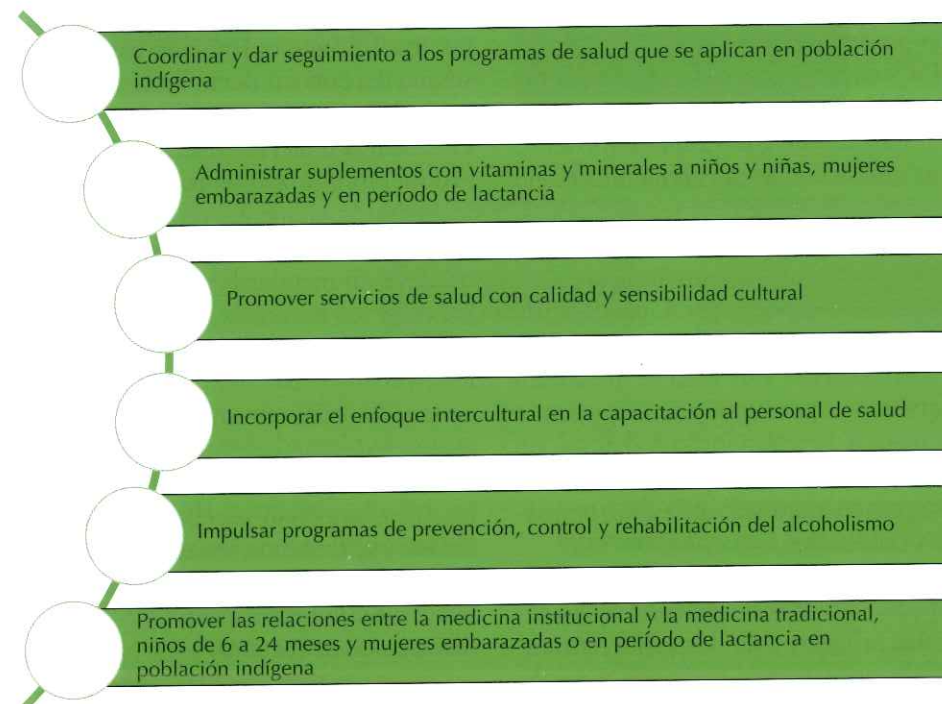 Coordinar y dar seguimiento a los programas de salud que se aplican en población
indígena
Administrar suplementos con vitaminas y minerales a niños y niñas, mujeres
embarazadas y en período de lactancia
Promover servicios de salud con calidad y sensibilidad cultural
Incorporar el enfoque intercultural en la capacitación al personal de salud
Impulsar programas de prevención, control y rehabilitación del alcoholismo
Promover las relaciones entre la medicina institucional y la medicina tradicional,
niños de 6 a 24 meses y mujeres embarazadas o en período de lactancia en
población indígena